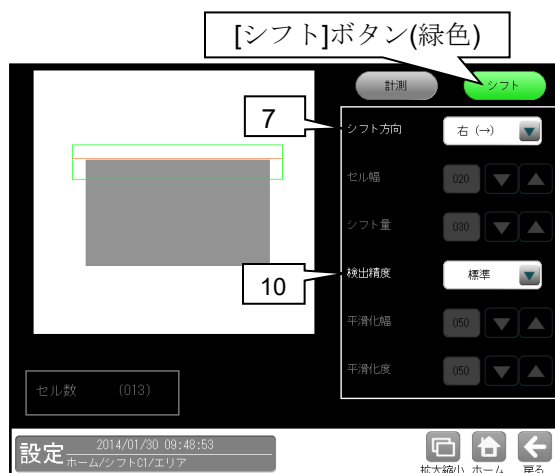 [シフト]ボタン(緑色)
計測 シフト
7
シフト方向 右 (→)
セル幅 020
シフト量 030
10
検出精度 標準
平滑化幅 050
平滑化度 050
セル数 (013)
設定 2014/01/30 09:48:53
ホーム/シフトC1/エリア
拡大縮小 ホーム 戻る